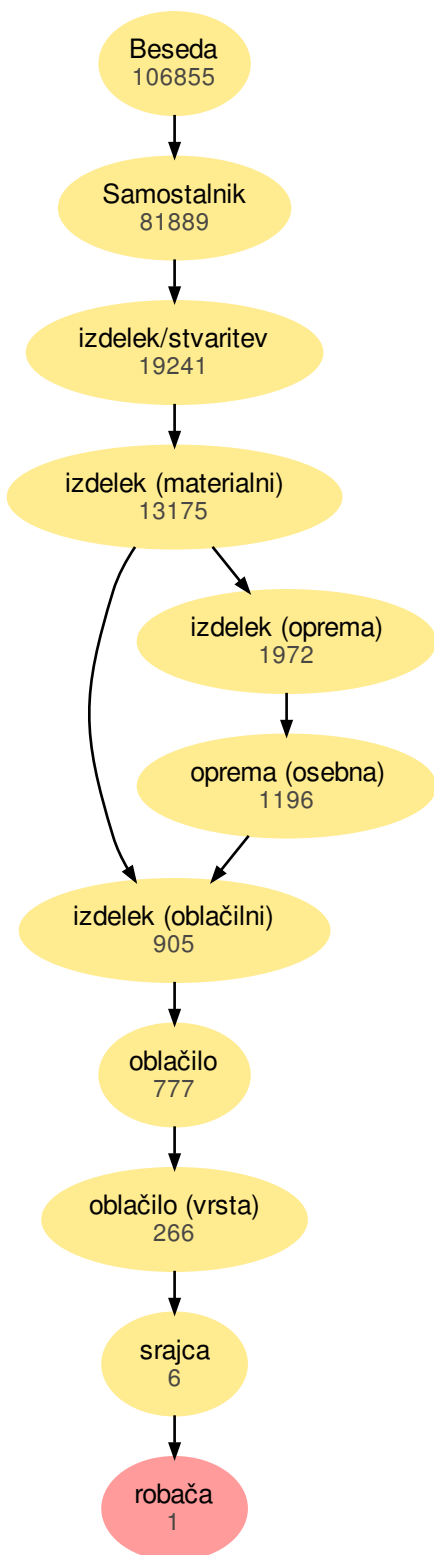 Beseda
106855
Samostalnik
81889
izdelek/stvaritev
19241
izdelek (materialni)
13175
izdelek (oprema)
1972
oprema (osebna)
1196
izdelek (oblačilni)
905
oblačilo
777
oblačilo (vrsta)
266
srajca
6
robača
1